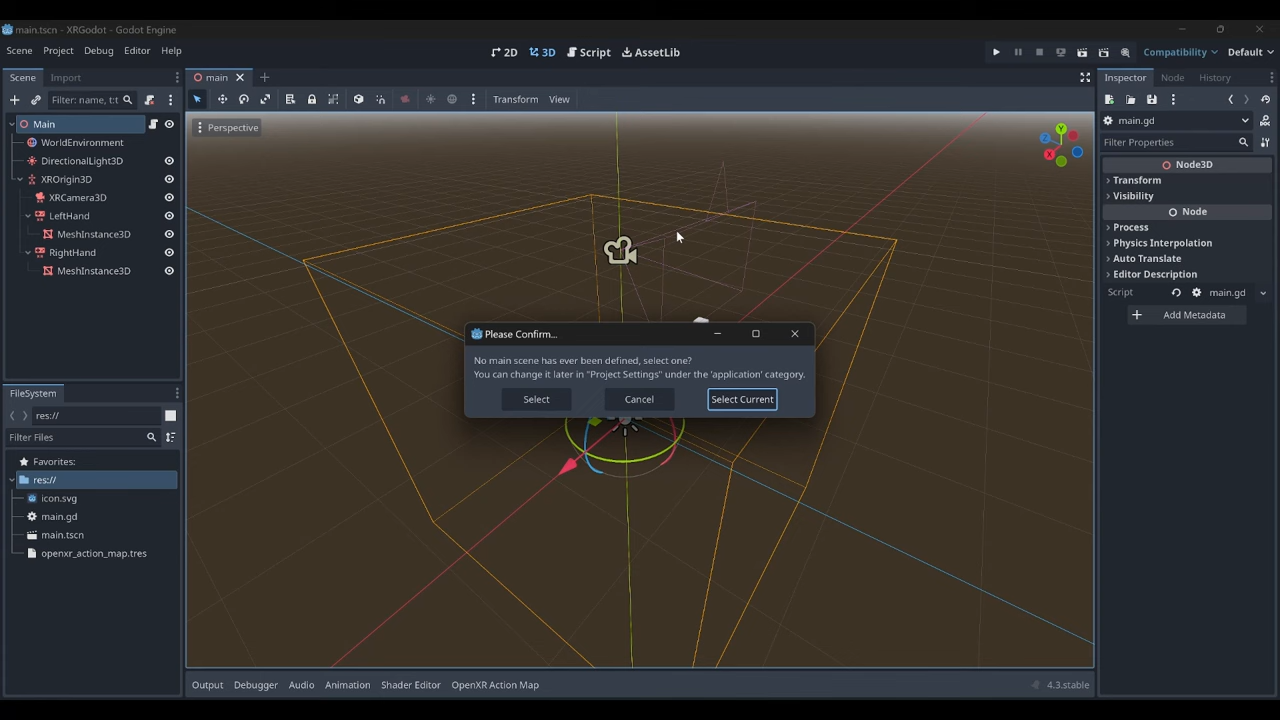 main.tscn - XRGodot - Godot Engine
Scene Project Debug Editor Help
2D 3D Script AssetLib
Compatibility Default
Scene Import
main
Inspector Node History
Filter: name, t:t
Transform View
main.gd
Perspective
Y
Z
X
Filter Properties
Main
WorldEnvironment
DirectionalLight3D
XROrigin3D
XRCamera3D
LeftHand
MeshInstance3D
RightHand
MeshInstance3D
Node3D
Transform
Visibility
Node
Process
Physics Interpolation
Auto Translate
Editor Description
Script main.gd
Add Metadata
Please Confirm...
No main scene has ever been defined, select one?
You can change it later in "Project Settings" under the 'application' category.
Select Cancel Select Current
FileSystem
res://
Filter Files
Favorites:
res://
icon.svg
main.gd
main.tscn
openxr_action_map.tres
Output Debugger Audio Animation Shader Editor OpenXR Action Map
4.3.stable